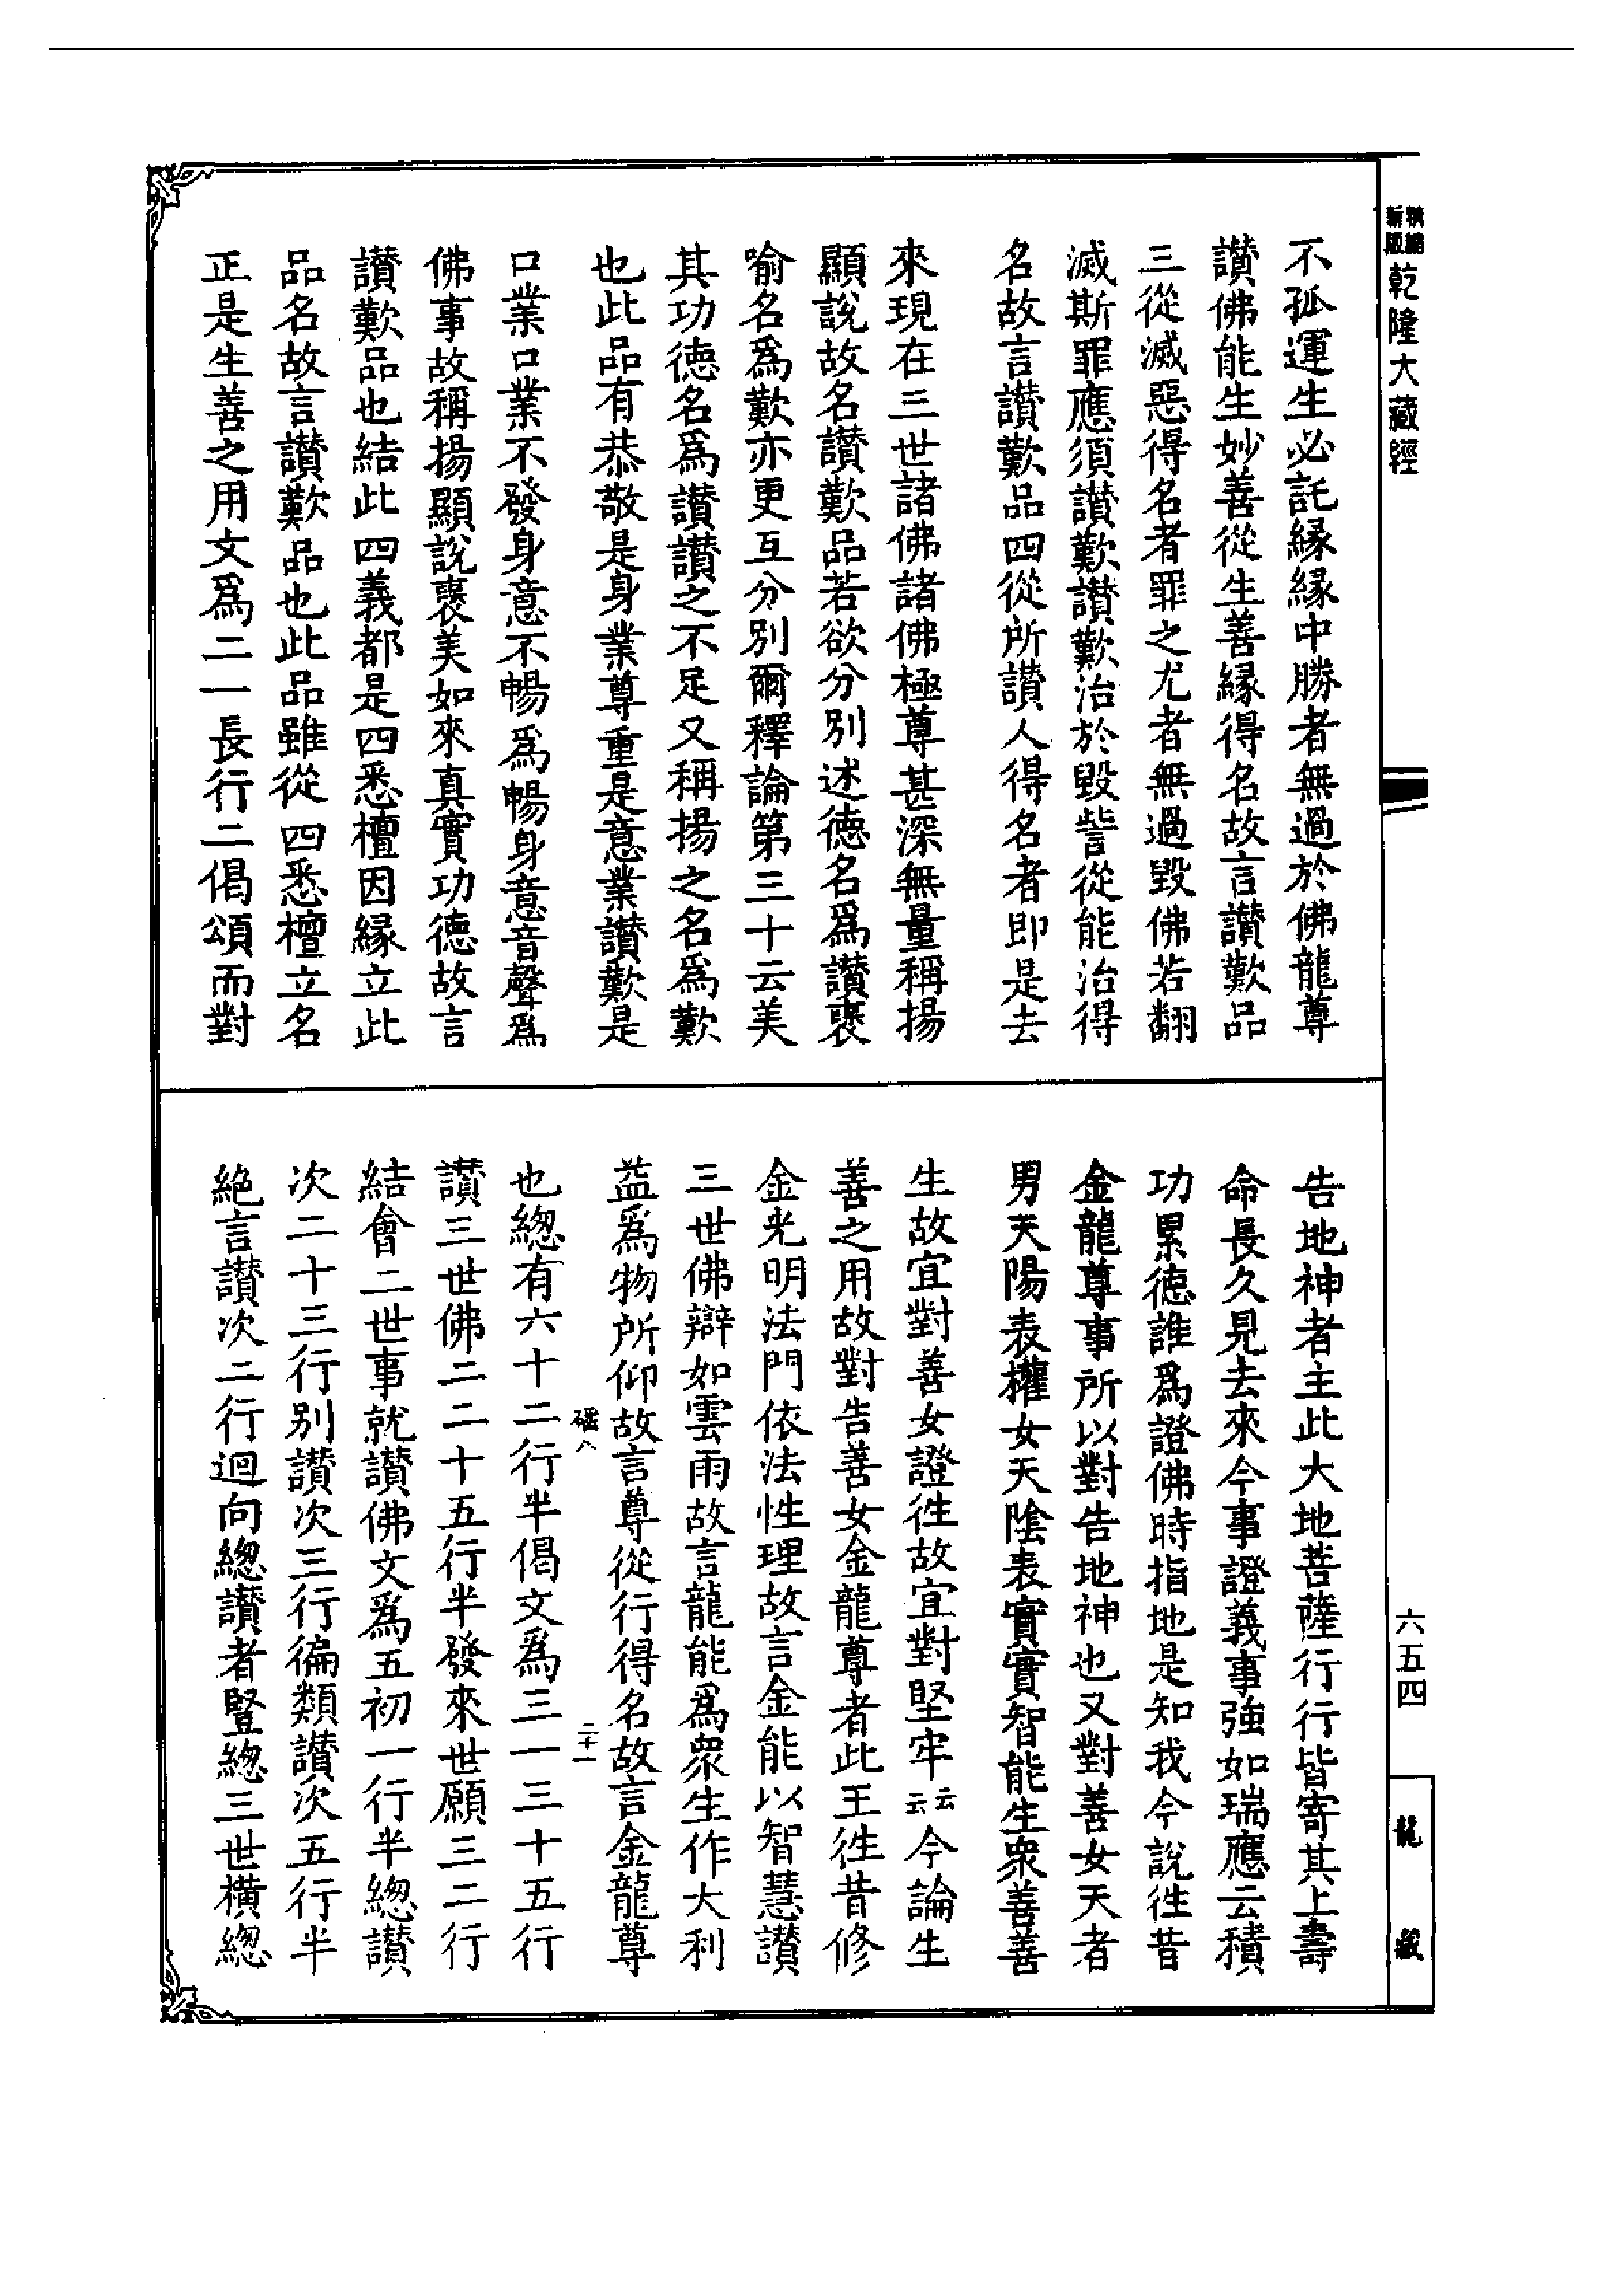 精縮
新版
乾隆大藏經
不孤運生必託緣緣中勝者無過於佛龍尊
讚佛能生妙善從生善緣得名故言讚歎品
三從滅惡得名者罪之尤者無過毀佛若翻
滅斯罪應須讚歎讚歎治於毀訾從能治得
名故言讚歎品四從所讚人得名者即是去
來現在三世諸佛諸佛極尊甚深無量稱揚
顯說故名讚歎品若欲分別述德名爲讚襃
喻名爲歎亦更互分別爾釋論第三十云美
其功德名爲讚讚之不足又稱揚之名爲歎
也此品有恭敬是身業尊重是意業讚歎是
口業口業不發身意不暢爲暢身意音聲爲
佛事故稱揚顯說襃美如來真實功德故言
讚歎品也結此四義都是四悉檀因緣立此
品名故言讚歎品也此品雖從四悉檀立名
正是生善之用文爲二一長行二偈頌而對
告地神者主此大地菩薩行行皆寄其上壽
命長久見去來今事證義事強如瑞應云積
功累德誰爲證佛時指地是知我今說往昔
金龍尊事所以對告地神也又對善女天者
男天陽表權女天陰表實實智能生衆善善
生故宜對善女證往故宜對堅牢云云今論生
善之用故對告善女金龍尊者此王往昔修
金光明法門依法性理故言金能以智慧讚
三世佛辯如雲雨故言龍能爲衆生作大利
益爲物所仰故言尊從行得名故言金龍尊
八
二十一
也總有六十二行半偈文爲三一三十五行
讚三世佛二二十五行半發來世願三二行
結會二世事就讚佛文爲五初一行半總讚
次二十三行別讚次三行徧類讚次五行半
絕言讚次二行迴向總讚者豎總三世橫總
六五四
龍藏